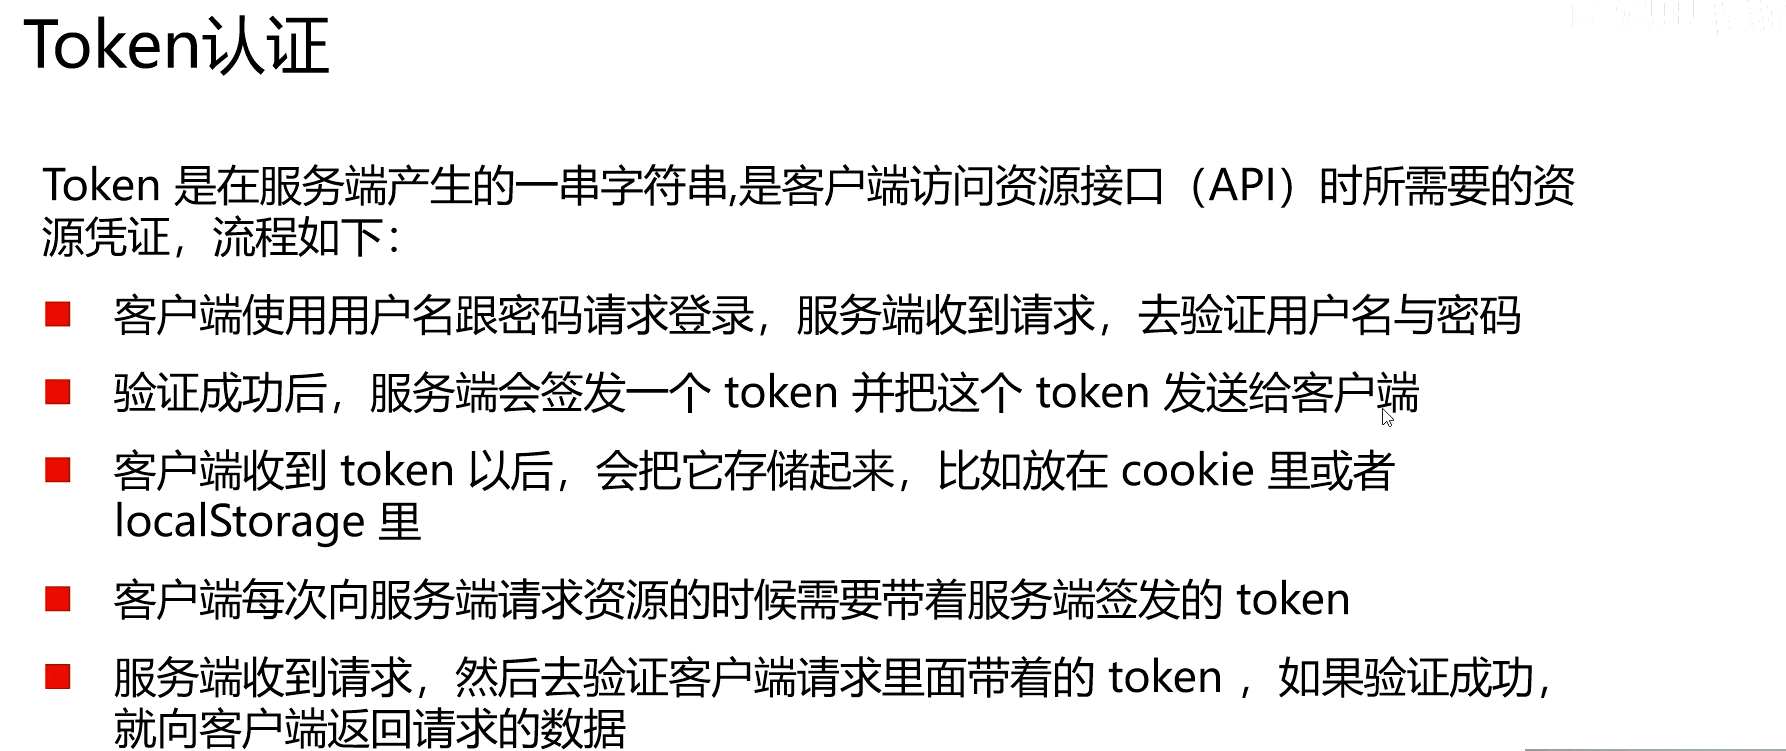 Token认证
Token 是在服务端产生的一串字符串,是客户端访问资源接口（API）时所需要的资
源凭证，流程如下：
客户端使用用户名跟密码请求登录，服务端收到请求，去验证用户名与密码
验证成功后，服务端会签发一个 token 并把这个 token 发送给客户端
客户端收到 token 以后，会把它存储起来，比如放在 cookie 里或者
localStorage 里
客户端每次向服务端请求资源的时候需要带着服务端签发的 token
服务端收到请求，然后去验证客户端请求里面带着的 token ，如果验证成功，
就向客户端返回请求的数据